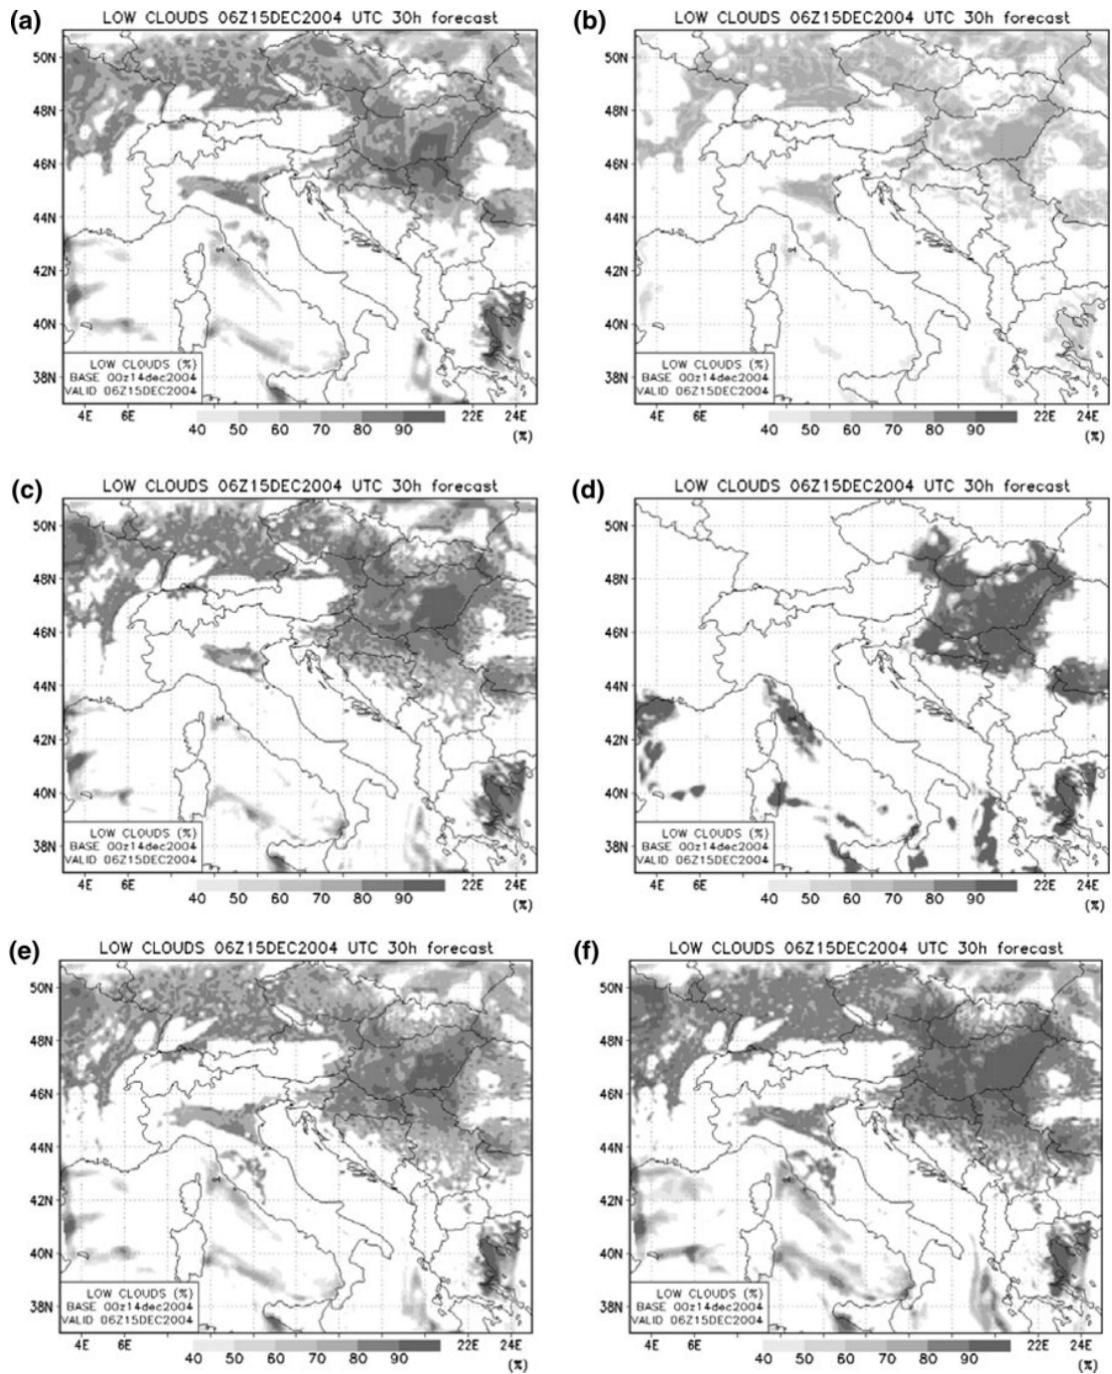 (a)
LOW CLOUDS 06Z15DEC2004 UTC 30h forecast
50N
48N
46N
44N
42N
40N
38N
LOW CLOUDS (%)
BASE 00z14dec2004
VALID 06Z15DEC2004
4E 6E 22E 24E
40 50 60 70 80 90
(%)
(b)
LOW CLOUDS 06Z15DEC2004 UTC 30h forecast
50N
48N
46N
44N
42N
40N
38N
LOW CLOUDS (%)
BASE 00z14dec2004
VALID 06Z15DEC2004
4E 6E 22E 24E
40 50 60 70 80 90
(%)
(c)
LOW CLOUDS 06Z15DEC2004 UTC 30h forecast
50N
48N
46N
44N
42N
40N
38N
LOW CLOUDS (%)
BASE 00z14dec2004
VALID 06Z15DEC2004
4E 6E 22E 24E
40 50 60 70 80 90
(%)
(d)
LOW CLOUDS 06Z15DEC2004 UTC 30h forecast
50N
48N
46N
44N
42N
40N
38N
LOW CLOUDS (%)
BASE 00z14dec2004
VALID 06Z15DEC2004
4E 6E 22E 24E
40 50 60 70 80 90
(%)
(e)
LOW CLOUDS 06Z15DEC2004 UTC 30h forecast
50N
48N
46N
44N
42N
40N
38N
LOW CLOUDS (%)
BASE 00z14dec2004
VALID 06Z15DEC2004
4E 6E 22E 24E
40 50 60 70 80 90
(%)
(f)
LOW CLOUDS 06Z15DEC2004 UTC 30h forecast
50N
48N
46N
44N
42N
40N
38N
LOW CLOUDS (%)
BASE 00z14dec2004
VALID 06Z15DEC2004
4E 6E 22E 24E
40 50 60 70 80 90
(%)